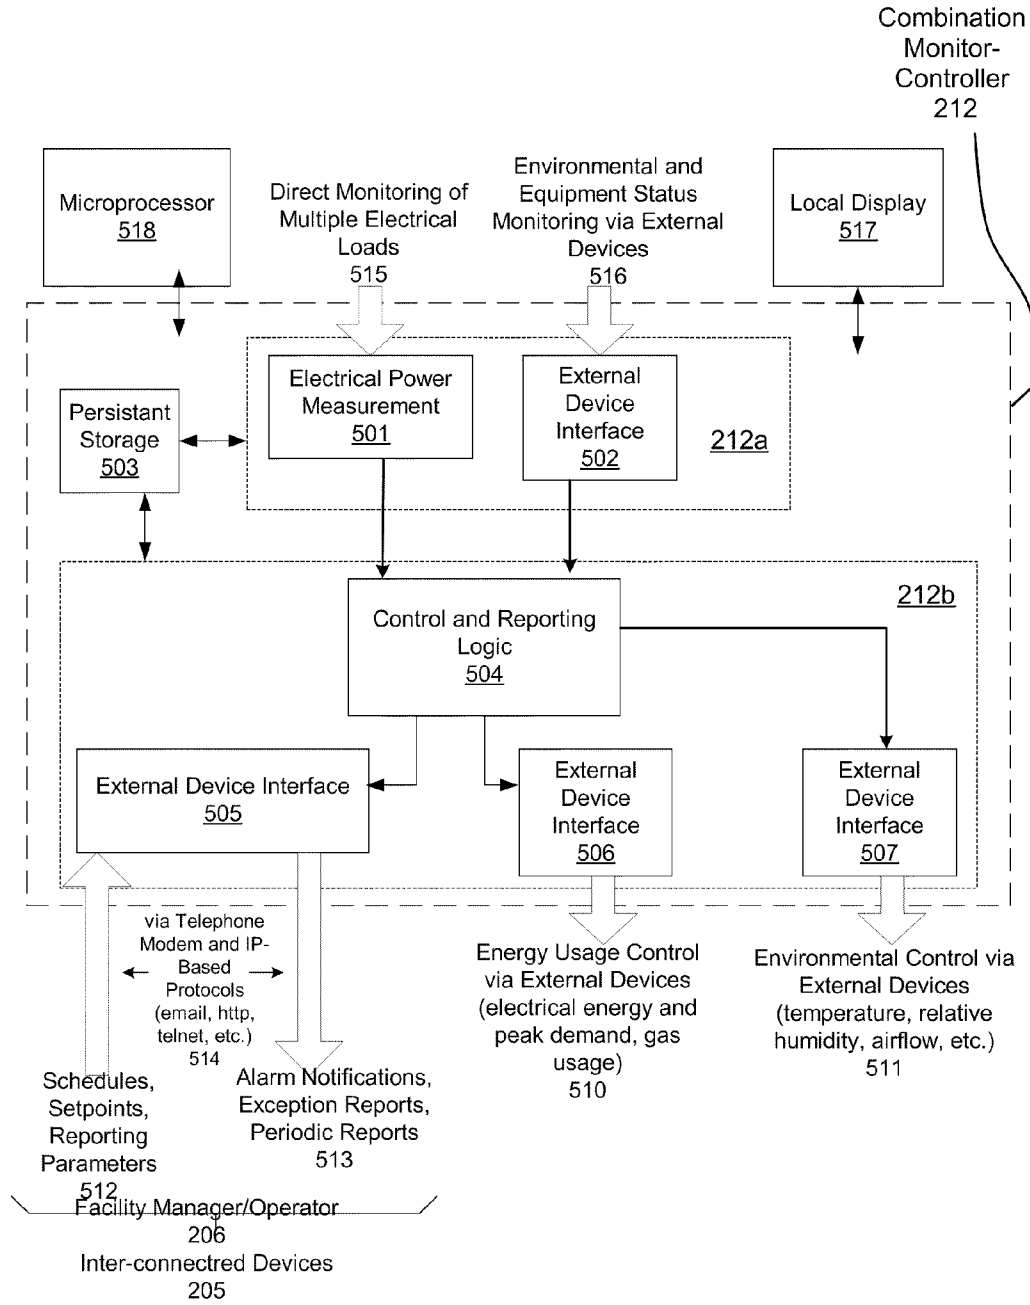 Combination
Monitor-
Controller
212
Microprocessor
518
Direct Monitoring of
Multiple Electrical
Loads
515
Environmental and
Equipment Status
Monitoring via External
Devices
516
Local Display
517
Persistant
Storage
503
Electrical Power
Measurement
501
External
Device
Interface
502
212a
212b
Control and Reporting
Logic
504
External Device Interface
505
External
Device
Interface
506
External
Device
Interface
507
via Telephone
Modem and IP-
Based
Protocols
(email, http,
telnet, etc.)
514
Schedules,
Setpoints,
Reporting
Parameters
512
Alarm Notifications,
Exception Reports,
Periodic Reports
513
Energy Usage Control
via External Devices
(electrical energy and
peak demand, gas
usage)
510
Environmental Control via
External Devices
(temperature, relative
humidity, airflow, etc.)
511
Facility Manager/Operator
206
Inter-connectred Devices
205